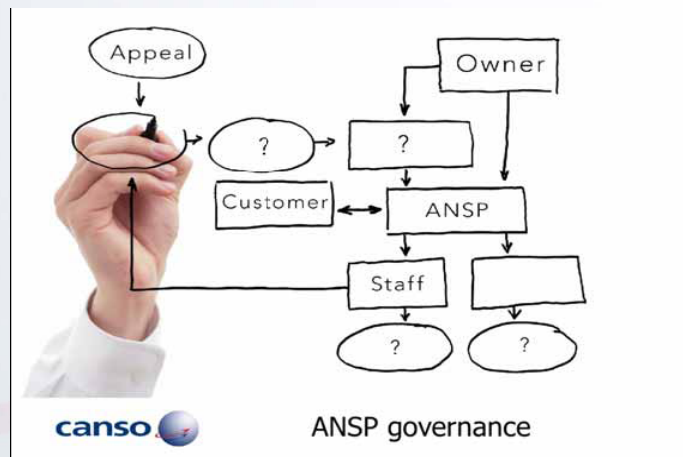 Appeal
Owner
?
?
Customer
ANSP
Staff
?
?
canso
ANSP governance